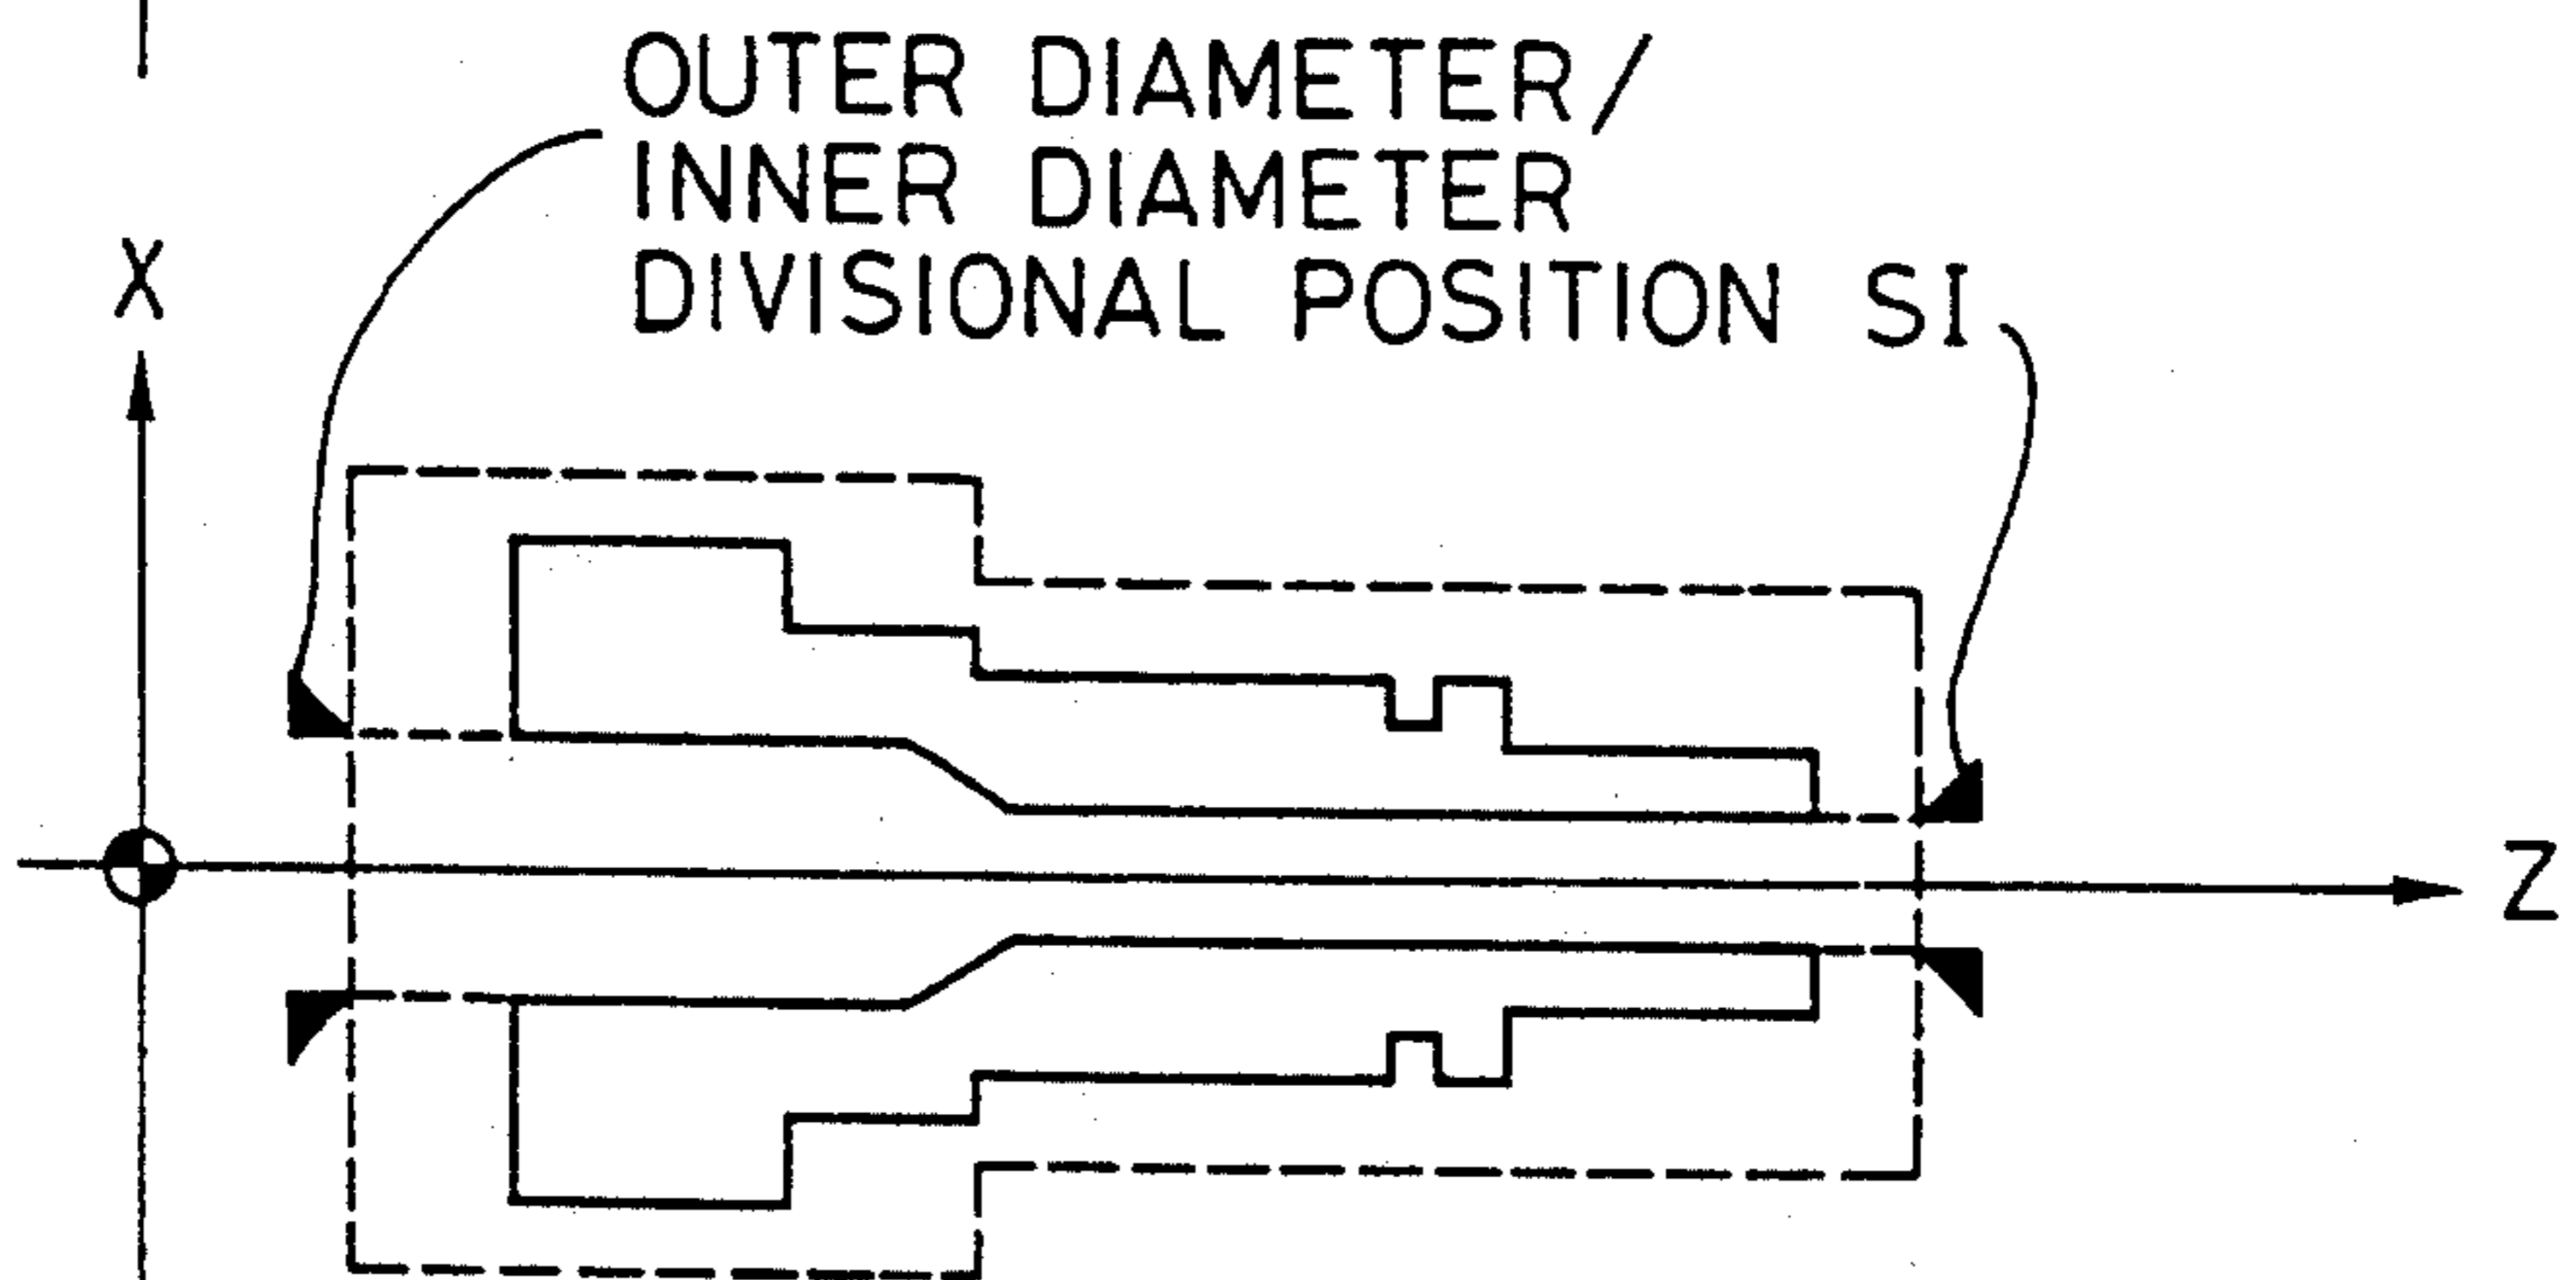 OUTER DIAMETER/
INNER DIAMETER
DIVISIONAL POSITION SI
X
Z